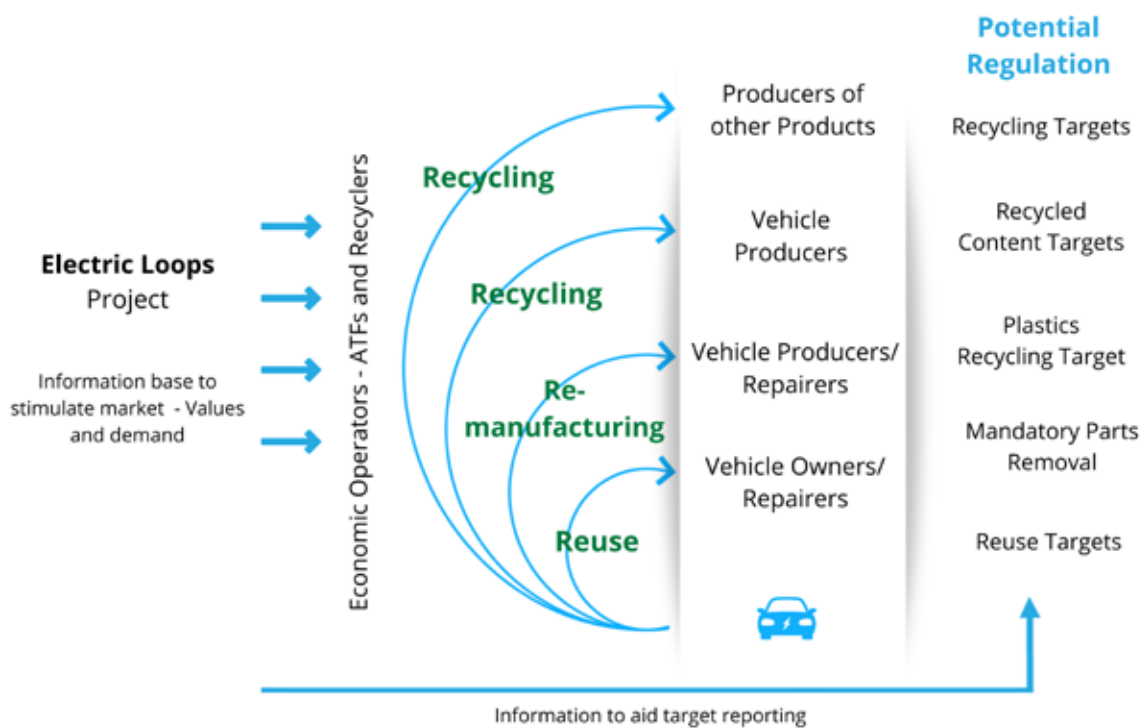 Electric Loops
Project
Information base to
stimulate market - Values
and demand
Economic Operators - ATFs and Recyclers
Recycling
Recycling
Re-
manufacturing
Reuse
Producers of
other Products
Vehicle
Producers
Vehicle Producers/
Repairers
Vehicle Owners/
Repairers
Potential
Regulation
Recycling Targets
Recycled
Content Targets
Plastics
Recycling Target
Mandatory Parts
Removal
Reuse Targets
Information to aid target reporting